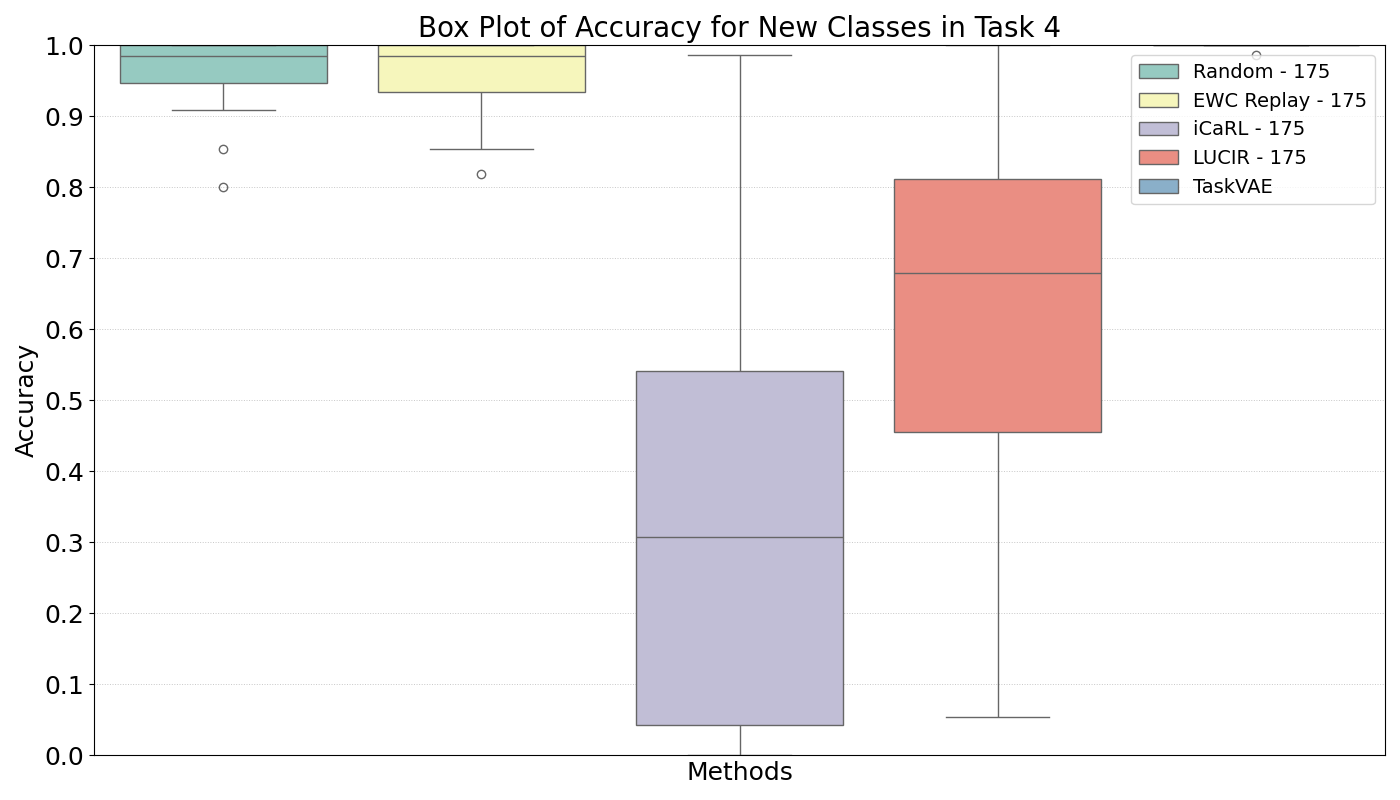 Box Plot of Accuracy for New Classes in Task 4
1.0
0.9
0.8
0.7
0.6
0.5
0.4
0.3
0.2
0.1
0.0
Accuracy
Methods
Random - 175
EWC Replay - 175
iCaRL - 175
LUCIR - 175
TaskVAE